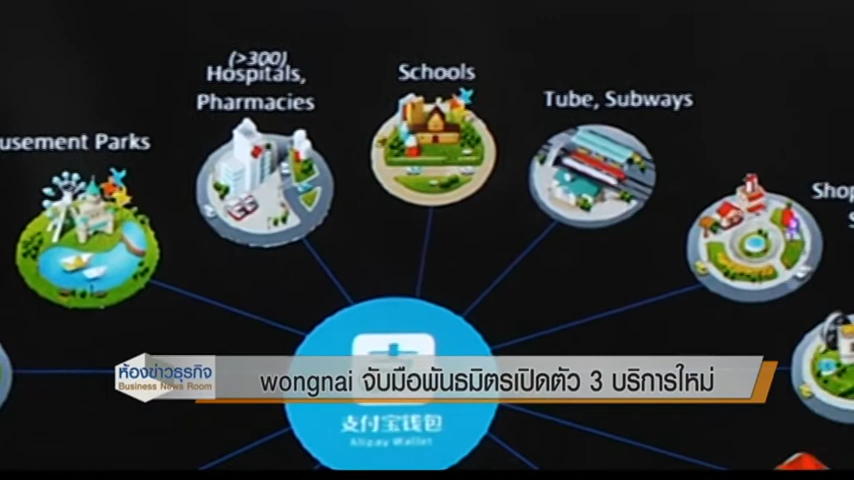 (>300)
Hospitals,
Pharmacies
Schools
Tube, Subways
usement Parks
Shop
S
ห้องข่าวธุรกิจ
Business News Room
wongnai จับมือพันธมิตรเปิดตัว 3 บริการใหม่
支付宝钱包
Alipay Wallet